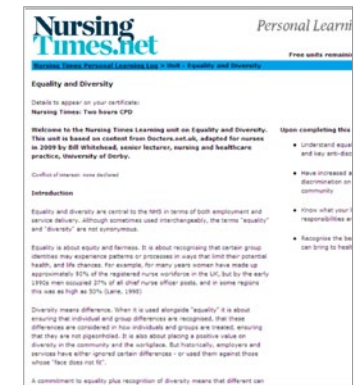 Nursing
Times.net
Personal Learni
Free units remainin
Nursing Times Personal Learning Log > Unit - Equality and Diversity
Equality and Diversity
Details to appear on your certificate:
Nursing Times: Two hours CPD
Welcome to the Nursing Times Learning unit on Equality and Diversity.
This unit is based on content from Doctors.net.uk, adapted for nurses
in 2009 by Bill Whitehead, senior lecturer, nursing and healthcare
practice, University of Derby.
Conflict of interest: none declared
Introduction
Equality and diversity are central to the NHS in terms of both employment and
service delivery. Although sometimes used interchangeably, the terms "equality"
and "diversity" are not synonymous.
Equality is about equity and fairness. It is about recognising that certain group
identities may experience patterns or processes in ways that limit their potential
health, and life chances. For example, for many years women have made up
approximately 90% of the registered nurse workforce in the UK, but by the early
1990s men occupied 37% of all chief nurse officer posts, and in some regions
this was as high as 50% (Lane, 1998)
Diversity means difference. When it is used alongside "equality" it is about
ensuring that individual and group differences are recognised, that these
differences are considered in how individuals and groups are treated, ensuring
that they are not pigeonholed. It is also about placing a positive value on
diversity in the community and the workplace. But historically, employers and
services have either ignored certain differences - or used them against those
whose "face does not fit".
A commitment to equality plus recognition of diversity means that different can
Upon completing this
Understand equal
and key anti-disc
Have increased a
discrimination on
community
Know what your l
responsibilities ar
Recognise the be
can bring to healt